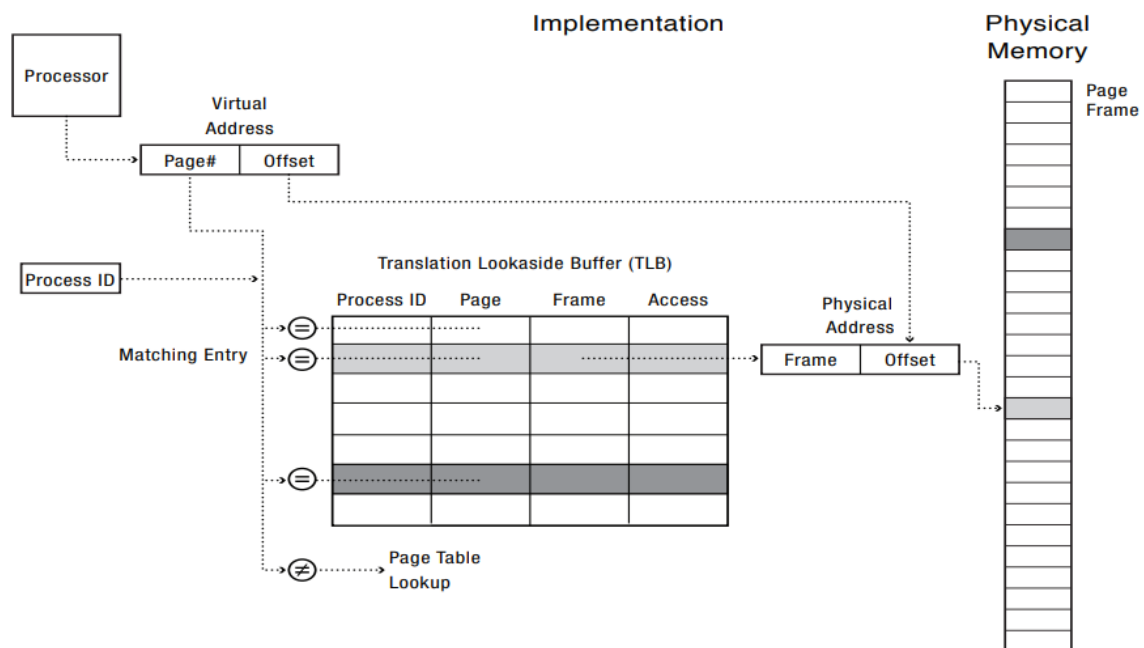 Implementation
Physical
Memory
Processor
Page
Frame
Virtual
Address
Page# Offset
Translation Lookaside Buffer (TLB)
Process ID
Process ID Page Frame Access
Physical
Address
=
Matching Entry
=
Frame Offset
=
≠
Page Table
Lookup